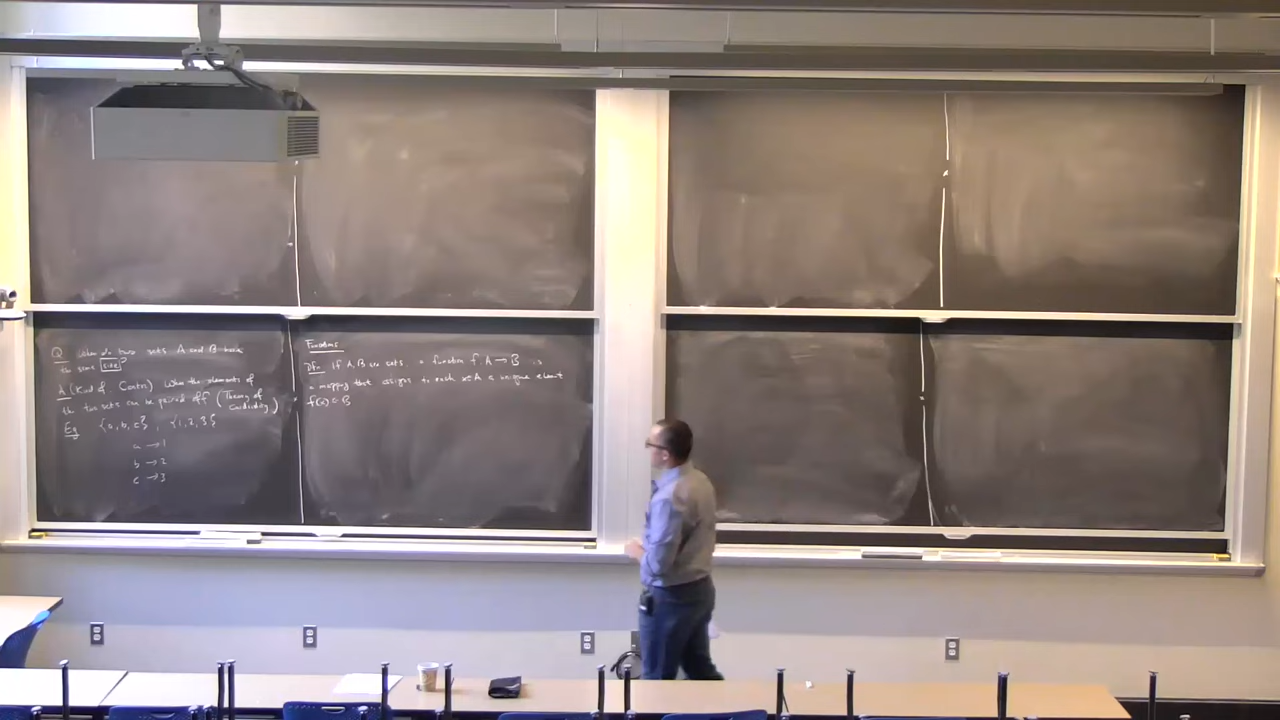 Q When do two sets A and B have
the same size?
A (Kind of Cantor) When the elements of
the two sets can be paired off (Theory of
Cardinality)
Eg {a, b, c}, {1, 2, 3}
a → 1
b → 2
c → 3
Functions
Dfn If A, B are sets, a function f: A → B is
a mapping that assigns to each x ∈ A a unique element
f(x) ∈ B